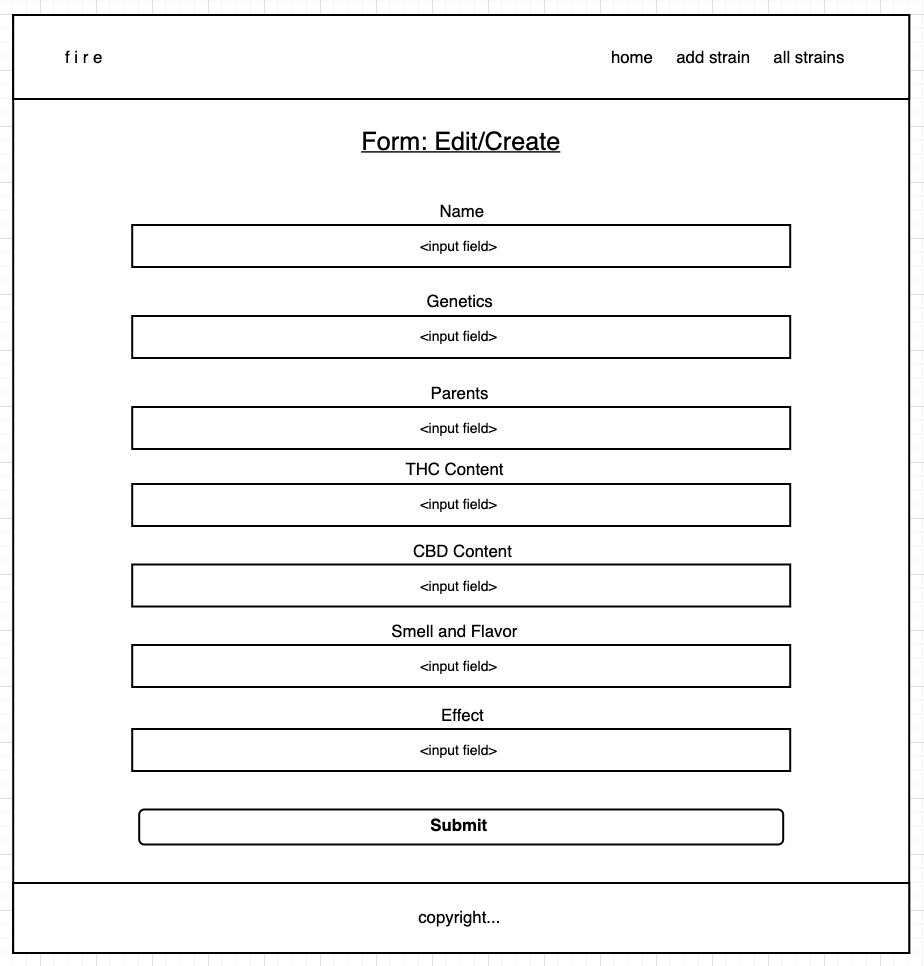 f i r e
home add strain all strains
Form: Edit/Create
Name
<input field>
Genetics
<input field>
Parents
<input field>
THC Content
<input field>
CBD Content
<input field>
Smell and Flavor
<input field>
Effect
<input field>
Submit
copyright...